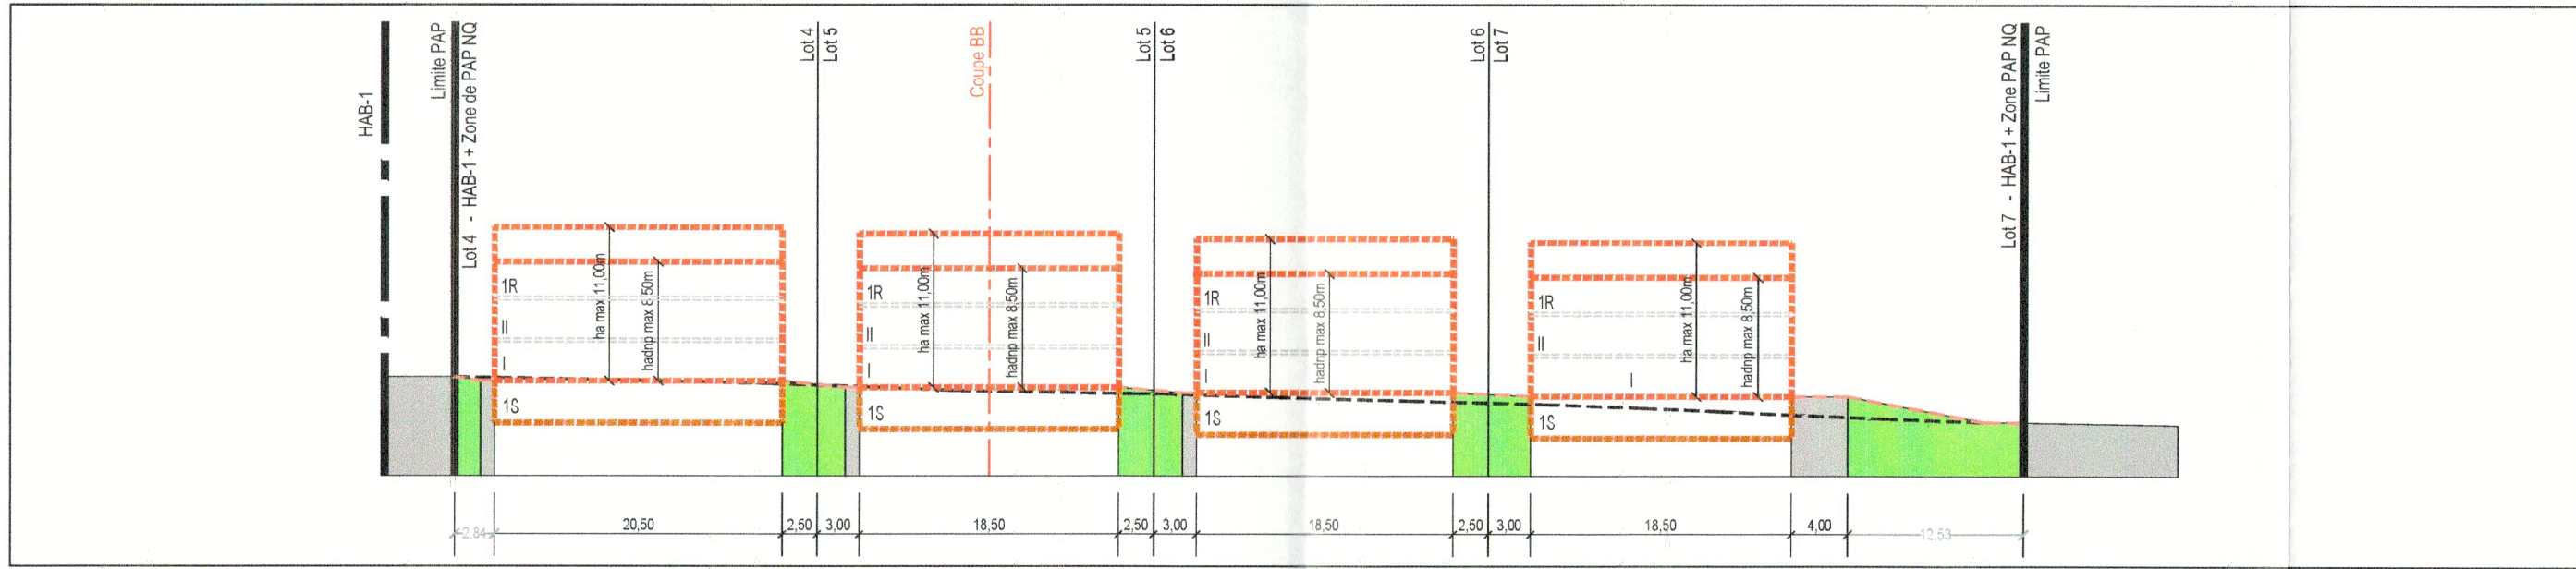 HAB-1
Limite PAP
Lot 4 - HAB-1 + Zone de PAP NQ
Lot 4
Lot 5
Coupe BB
Lot 5
Lot 6
Lot 6
Lot 7
Lot 7 - HAB-1 + Zone PAP NQ
Limite PAP
1R
II
I
1S
ha max 11,00m
hadnp max 8,50m
1R
II
I
1S
ha max 11,00m
hadnp max 8,50m
1R
II
I
1S
ha max 11,00m
hadnp max 8,50m
1R
II
I
1S
ha max 11,00m
hadnp max 8,50m
2,84
20,50
2,50
3,00
18,50
2,50
3,00
18,50
2,50
3,00
18,50
4,00
12,53